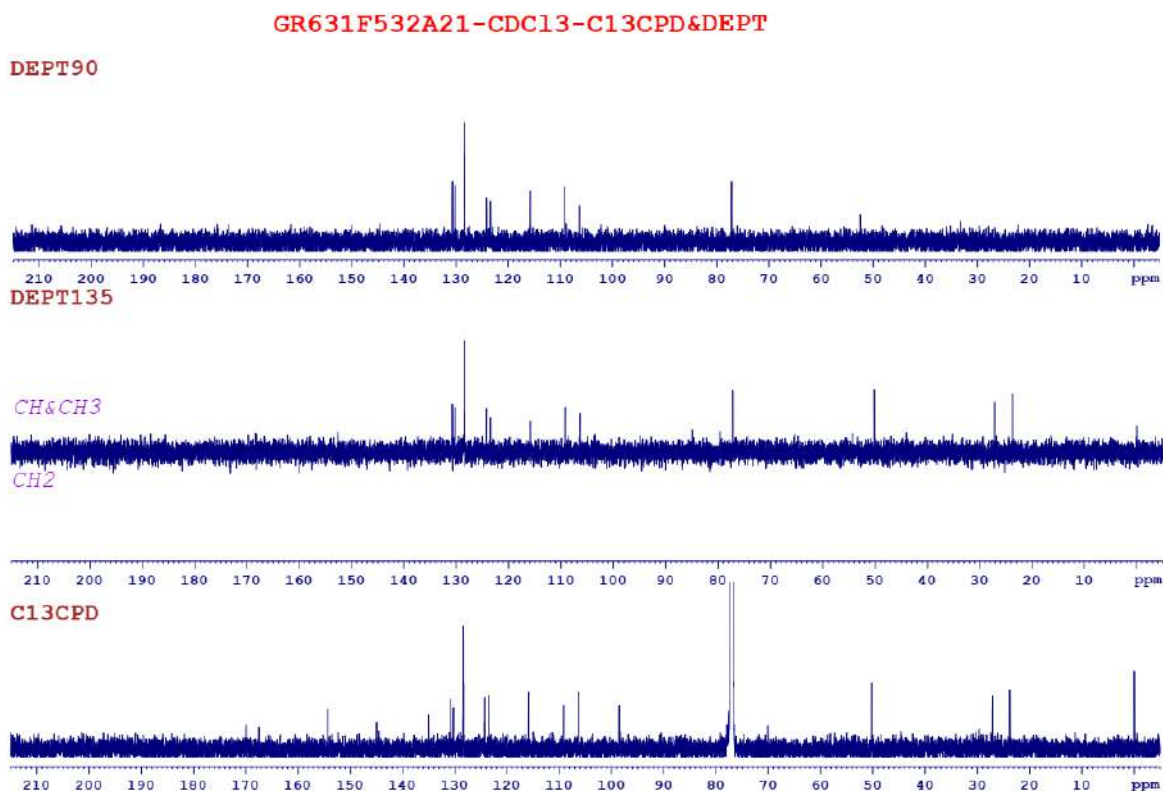 GR631F532A21-CDCl3-C13CPD&DEPT
DEPT90
210 200 190 180 170 160 150 140 130 120 110 100 90 80 70 60 50 40 30 20 10 ppm
DEPT135
CH&CH3
CH2
210 200 190 180 170 160 150 140 130 120 110 100 90 80 70 60 50 40 30 20 10 ppm
C13CPD
210 200 190 180 170 160 150 140 130 120 110 100 90 80 70 60 50 40 30 20 10 ppm